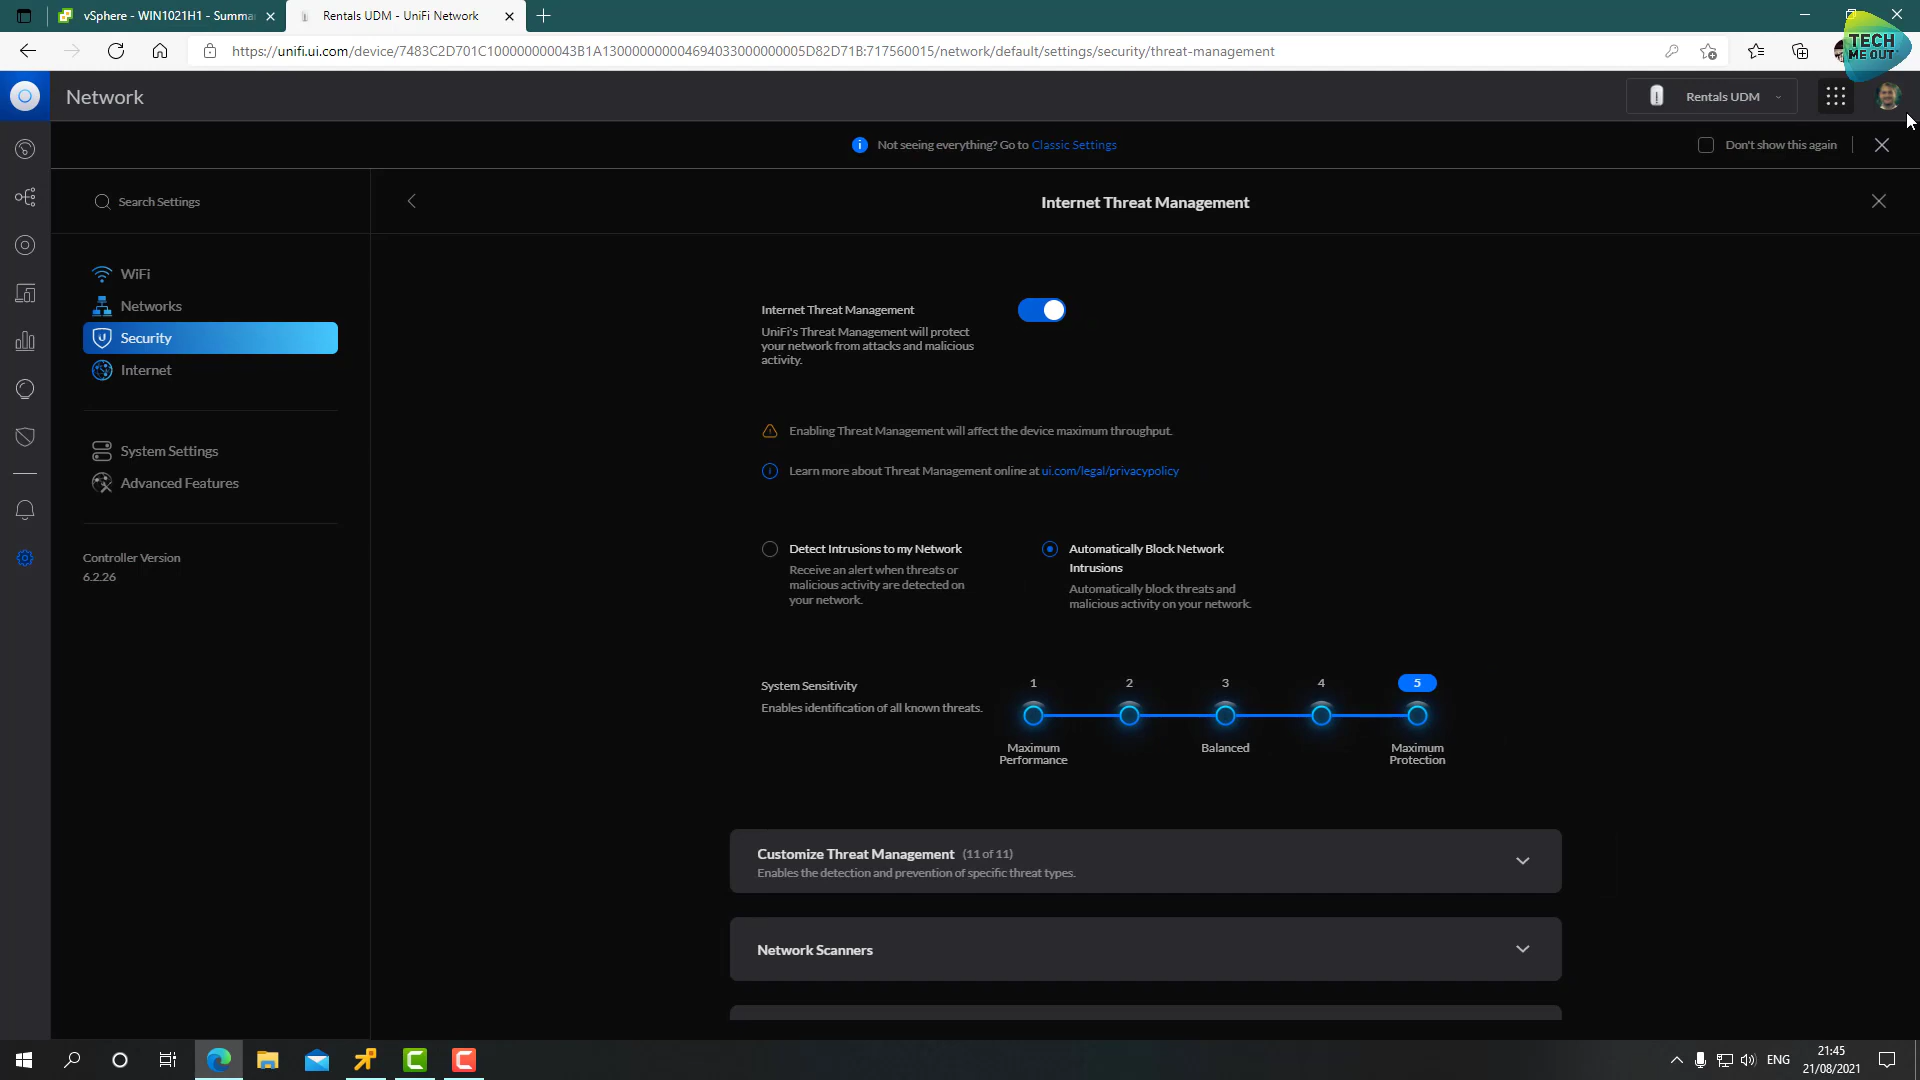 vSphere - WIN1021H1 - Summa
Rentals UDM - UniFi Network
https://unifi.ui.com/device/7483C2D701C100000000043B1A130000000004694033000000005D82D71B:717560015/network/default/settings/security/threat-management
TECH
ME OUT
Network
Rentals UDM
Not seeing everything? Go to Classic Settings
Don't show this again
Search Settings
Internet Threat Management
WiFi
Networks
Security
Internet
System Settings
Advanced Features
Controller Version
6.2.26
Internet Threat Management
UniFi's Threat Management will protect
your network from attacks and malicious
activity.
Enabling Threat Management will affect the device maximum throughput.
Learn more about Threat Management online at ui.com/legal/privacypolicy
Detect Intrusions to my Network
Receive an alert when threats or
malicious activity are detected on
your network.
Automatically Block Network
Intrusions
Automatically block threats and
malicious activity on your network.
System Sensitivity
Enables identification of all known threats.
1 2 3 4 5
Maximum
Performance
Balanced
Maximum
Protection
Customize Threat Management (11 of 11)
Enables the detection and prevention of specific threat types.
Network Scanners
ENG
21:45
21/08/2021